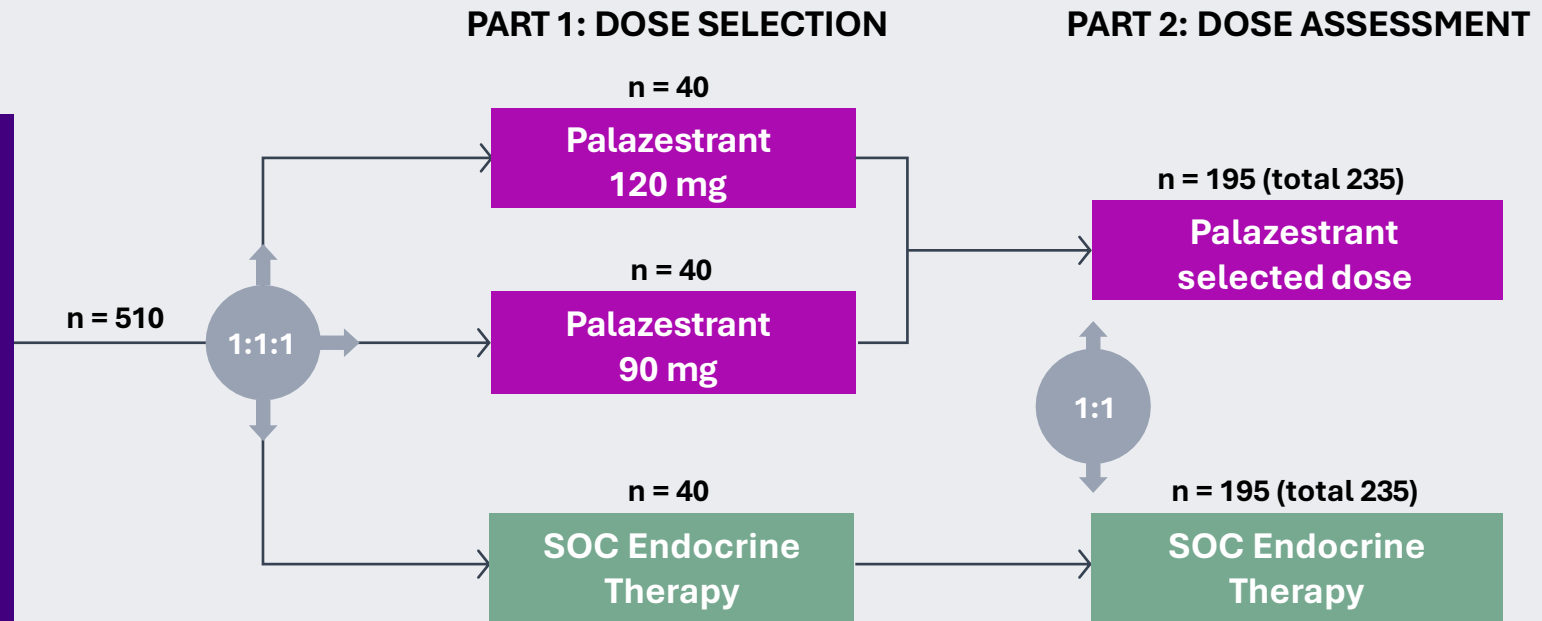 PART 1: DOSE SELECTION
PART 2: DOSE ASSESSMENT
n = 40
Palazestrant
120 mg
n = 195 (total 235)
Palazestrant
selected dose
n = 40
Palazestrant
90 mg
n = 510
1:1:1
1:1
n = 40
SOC Endocrine
Therapy
n = 195 (total 235)
SOC Endocrine
Therapy